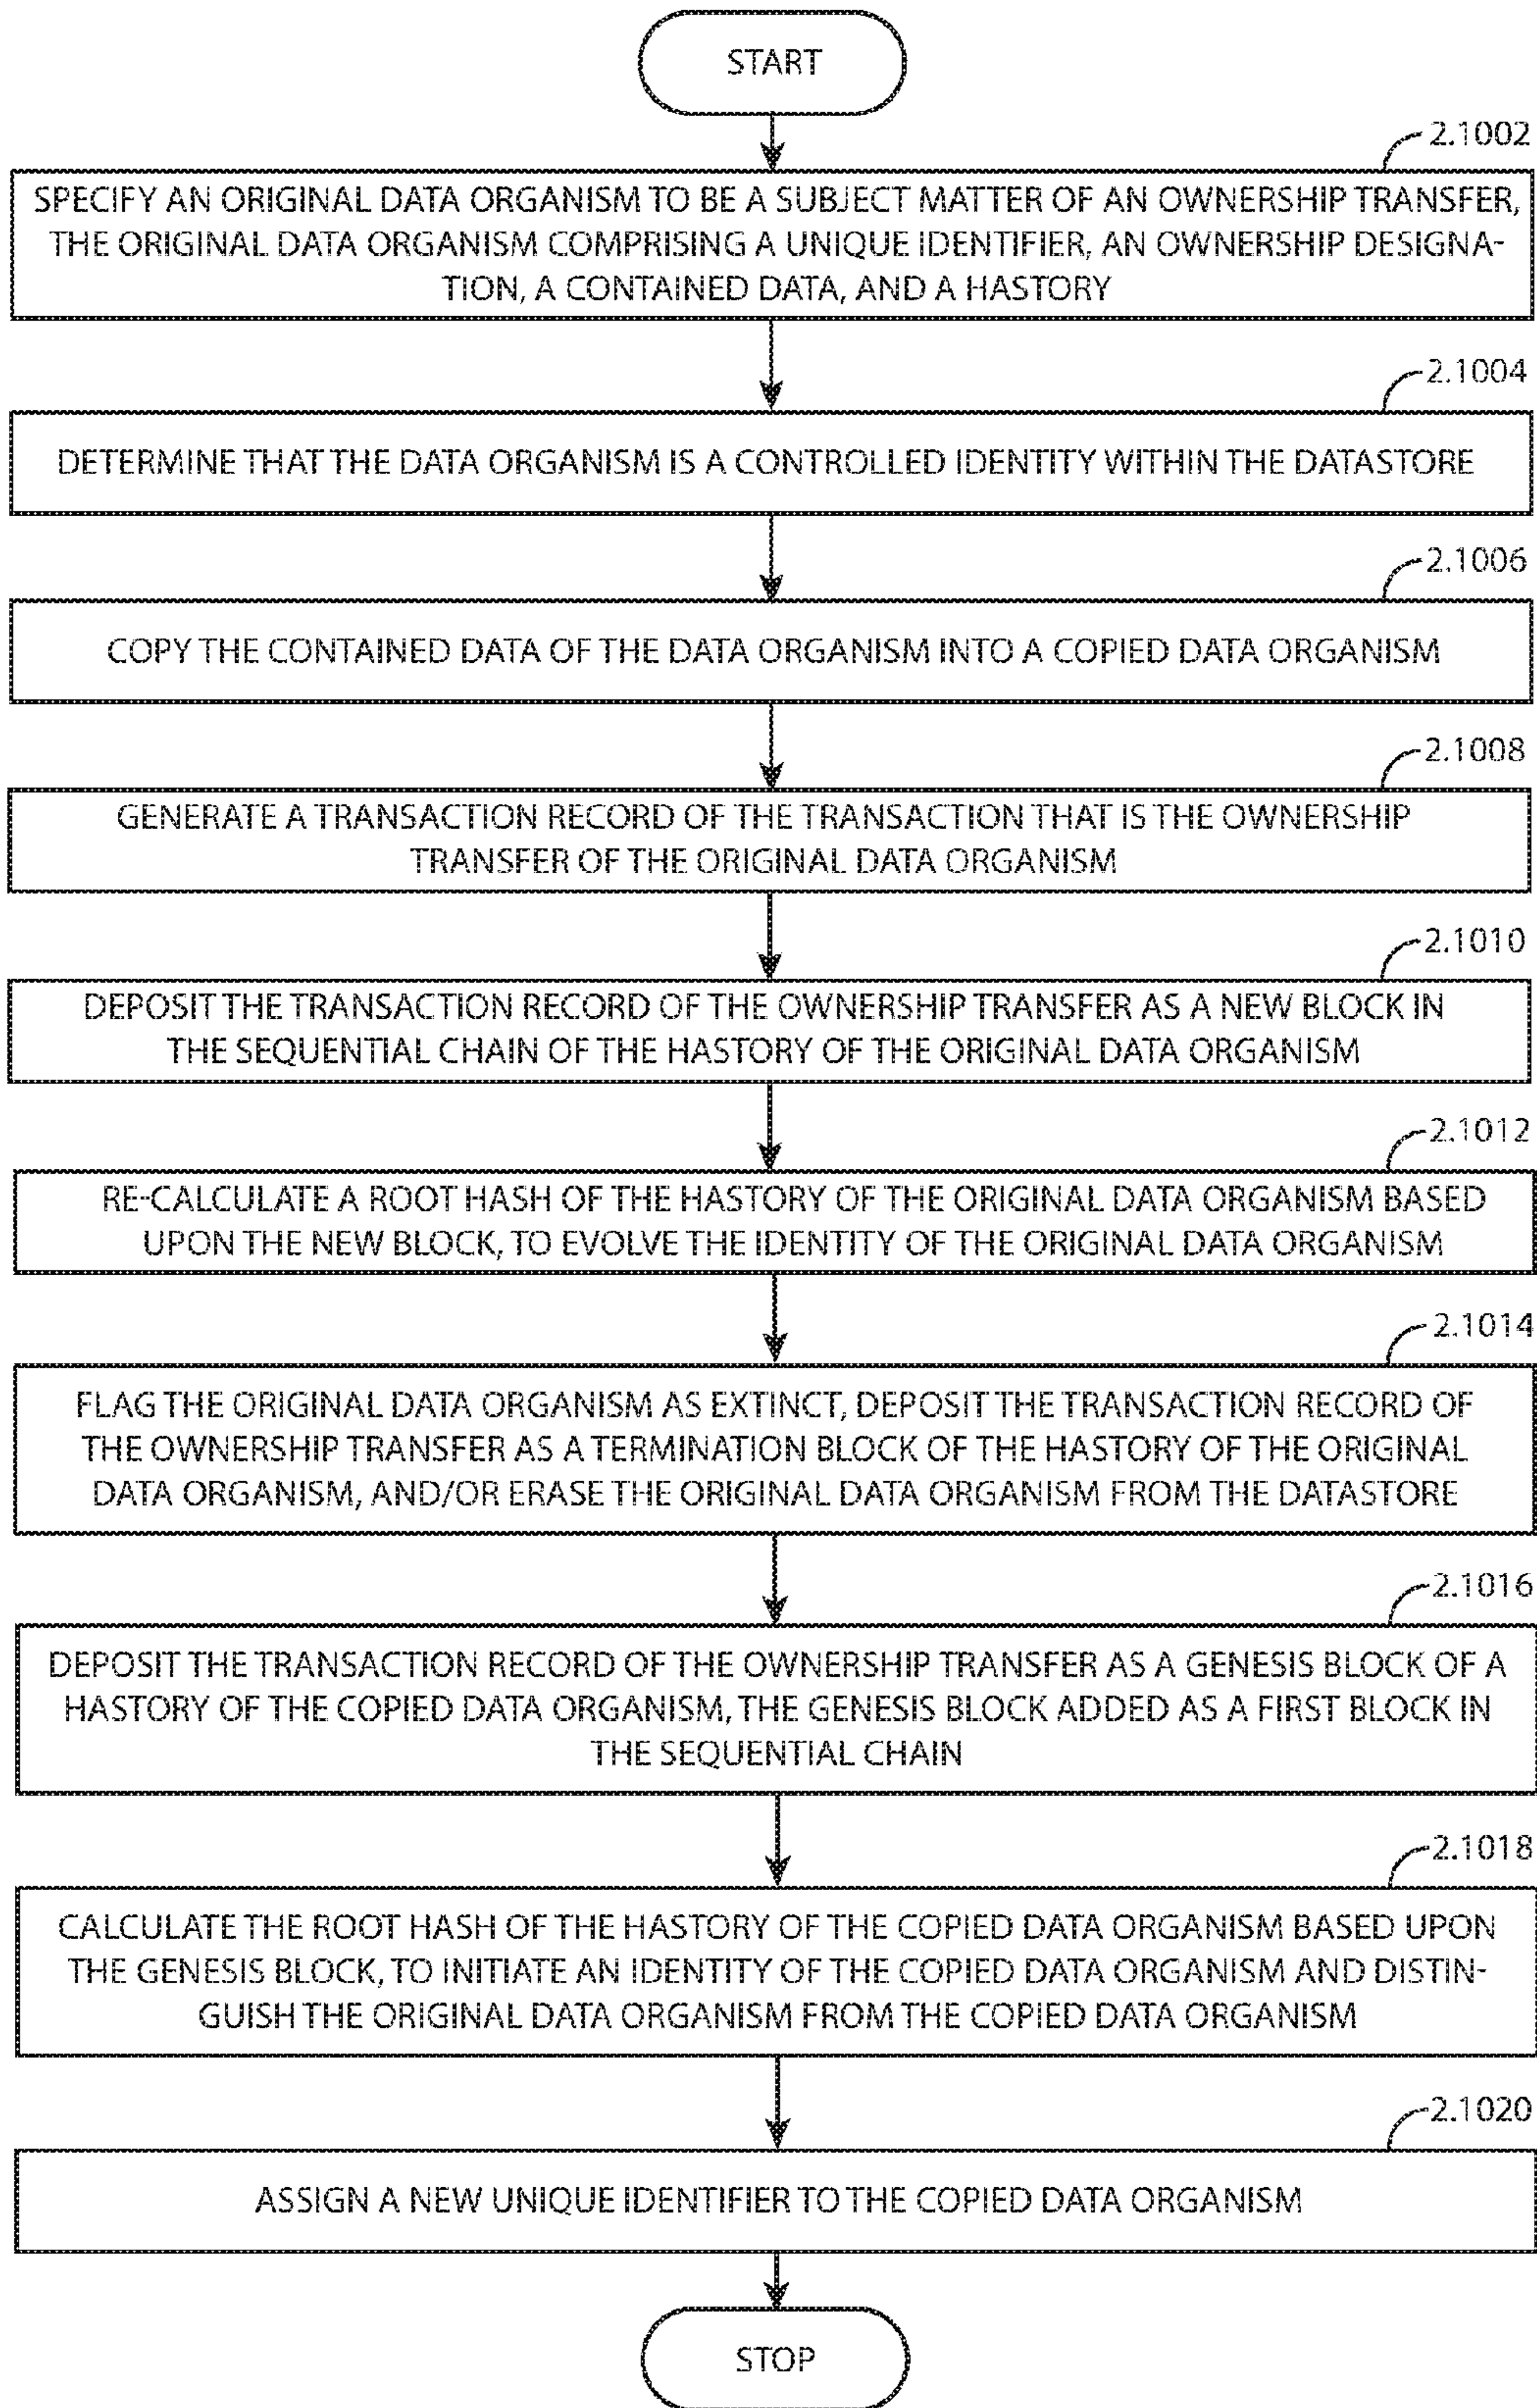 START
2.1002
SPECIFY AN ORIGINAL DATA ORGANISM TO BE A SUBJECT MATTER OF AN OWNERSHIP TRANSFER,
THE ORIGINAL DATA ORGANISM COMPRISING A UNIQUE IDENTIFIER, AN OWNERSHIP DESIGNA-
TION, A CONTAINED DATA, AND A HASTORY
2.1004
DETERMINE THAT THE DATA ORGANISM IS A CONTROLLED IDENTITY WITHIN THE DATASTORE
2.1006
COPY THE CONTAINED DATA OF THE DATA ORGANISM INTO A COPIED DATA ORGANISM
2.1008
GENERATE A TRANSACTION RECORD OF THE TRANSACTION THAT IS THE OWNERSHIP
TRANSFER OF THE ORIGINAL DATA ORGANISM
2.1010
DEPOSIT THE TRANSACTION RECORD OF THE OWNERSHIP TRANSFER AS A NEW BLOCK IN
THE SEQUENTIAL CHAIN OF THE HASTORY OF THE ORIGINAL DATA ORGANISM
2.1012
RE-CALCULATE A ROOT HASH OF THE HASTORY OF THE ORIGINAL DATA ORGANISM BASED
UPON THE NEW BLOCK, TO EVOLVE THE IDENTITY OF THE ORIGINAL DATA ORGANISM
2.1014
FLAG THE ORIGINAL DATA ORGANISM AS EXTINCT, DEPOSIT THE TRANSACTION RECORD OF
THE OWNERSHIP TRANSFER AS A TERMINATION BLOCK OF THE HASTORY OF THE ORIGINAL
DATA ORGANISM, AND/OR ERASE THE ORIGINAL DATA ORGANISM FROM THE DATASTORE
2.1016
DEPOSIT THE TRANSACTION RECORD OF THE OWNERSHIP TRANSFER AS A GENESIS BLOCK OF A
HASTORY OF THE COPIED DATA ORGANISM, THE GENESIS BLOCK ADDED AS A FIRST BLOCK IN
THE SEQUENTIAL CHAIN
2.1018
CALCULATE THE ROOT HASH OF THE HASTORY OF THE COPIED DATA ORGANISM BASED UPON
THE GENESIS BLOCK, TO INITIATE AN IDENTITY OF THE COPIED DATA ORGANISM AND DISTIN-
GUISH THE ORIGINAL DATA ORGANISM FROM THE COPIED DATA ORGANISM
2.1020
ASSIGN A NEW UNIQUE IDENTIFIER TO THE COPIED DATA ORGANISM
STOP